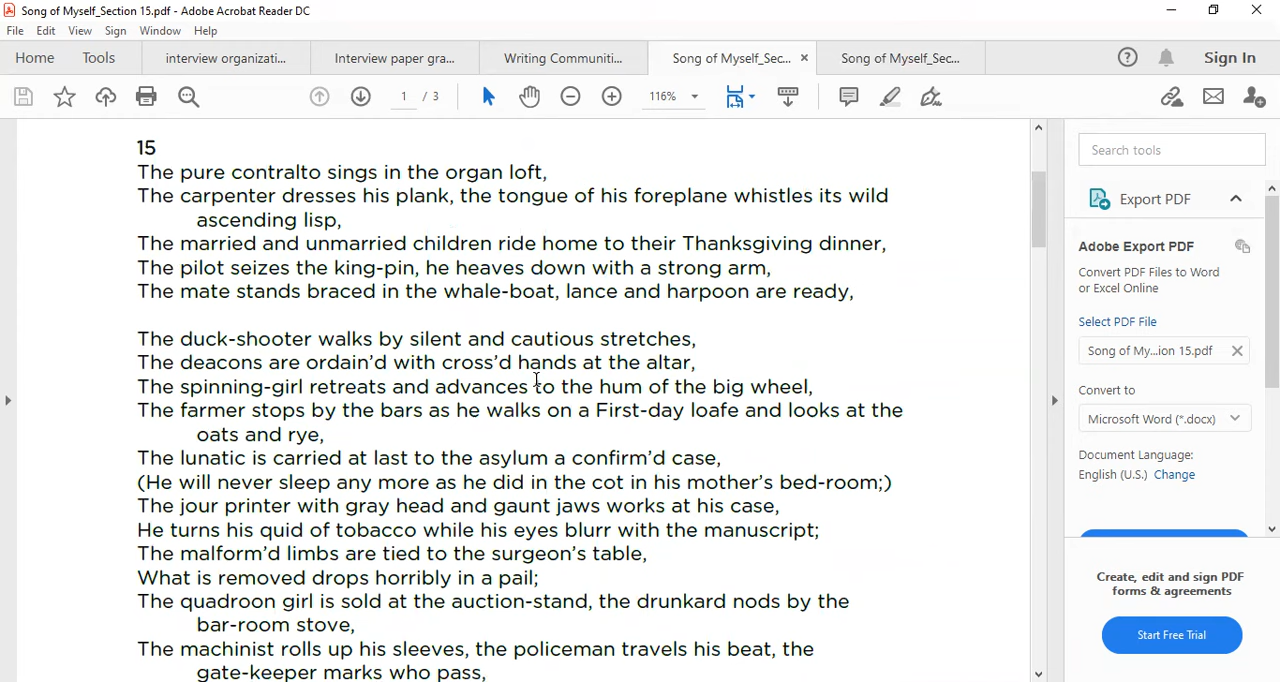 Song of Myself_Section 15.pdf - Adobe Acrobat Reader DC
File Edit View Sign Window Help
Home Tools interview organizati... Interview paper gra... Writing Communiti... Song of Myself_Sec... × Song of Myself_Sec... Sign In
1 / 3 116%
15
The pure contralto sings in the organ loft,
The carpenter dresses his plank, the tongue of his foreplane whistles its wild
ascending lisp,
The married and unmarried children ride home to their Thanksgiving dinner,
The pilot seizes the king-pin, he heaves down with a strong arm,
The mate stands braced in the whale-boat, lance and harpoon are ready,
The duck-shooter walks by silent and cautious stretches,
The deacons are ordain'd with cross'd hands at the altar,
The spinning-girl retreats and advances to the hum of the big wheel,
The farmer stops by the bars as he walks on a First-day loafe and looks at the
oats and rye,
The lunatic is carried at last to the asylum a confirm'd case,
(He will never sleep any more as he did in the cot in his mother's bed-room;)
The jour printer with gray head and gaunt jaws works at his case,
He turns his quid of tobacco while his eyes blurr with the manuscript;
The malform'd limbs are tied to the surgeon's table,
What is removed drops horribly in a pail;
The quadroon girl is sold at the auction-stand, the drunkard nods by the
bar-room stove,
The machinist rolls up his sleeves, the policeman travels his beat, the
gate-keeper marks who pass,
Search tools
Export PDF
Adobe Export PDF
Convert PDF Files to Word
or Excel Online
Select PDF File
Song of My...ion 15.pdf
Convert to
Microsoft Word (*.docx)
Document Language:
English (U.S.) Change
Create, edit and sign PDF
forms & agreements
Start Free Trial